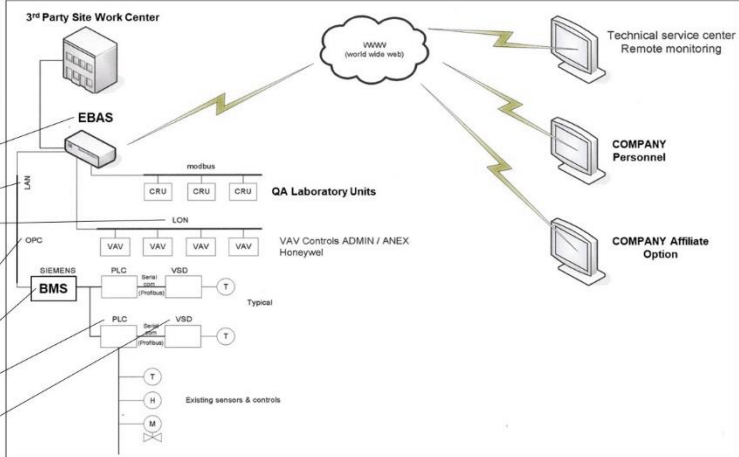 3rd Party Site Work Center
WWW
(world wide web)
Technical service center
Remote monitoring
EBAS
COMPANY
Personnel
modbus
LAN
CRU
CRU
CRU
QA Laboratory Units
LON
OPC
VAV
VAV
VAV
VAV
VAV Controls ADMIN / ANEX
Honeywel
COMPANY Affiliate
Option
SIEMENS
BMS
PLC
Serial
com
(Profibus)
VSD
T
Typical
PLC
Serial
com
(Profibus)
VSD
T
T
H
Existing sensors & controls
M